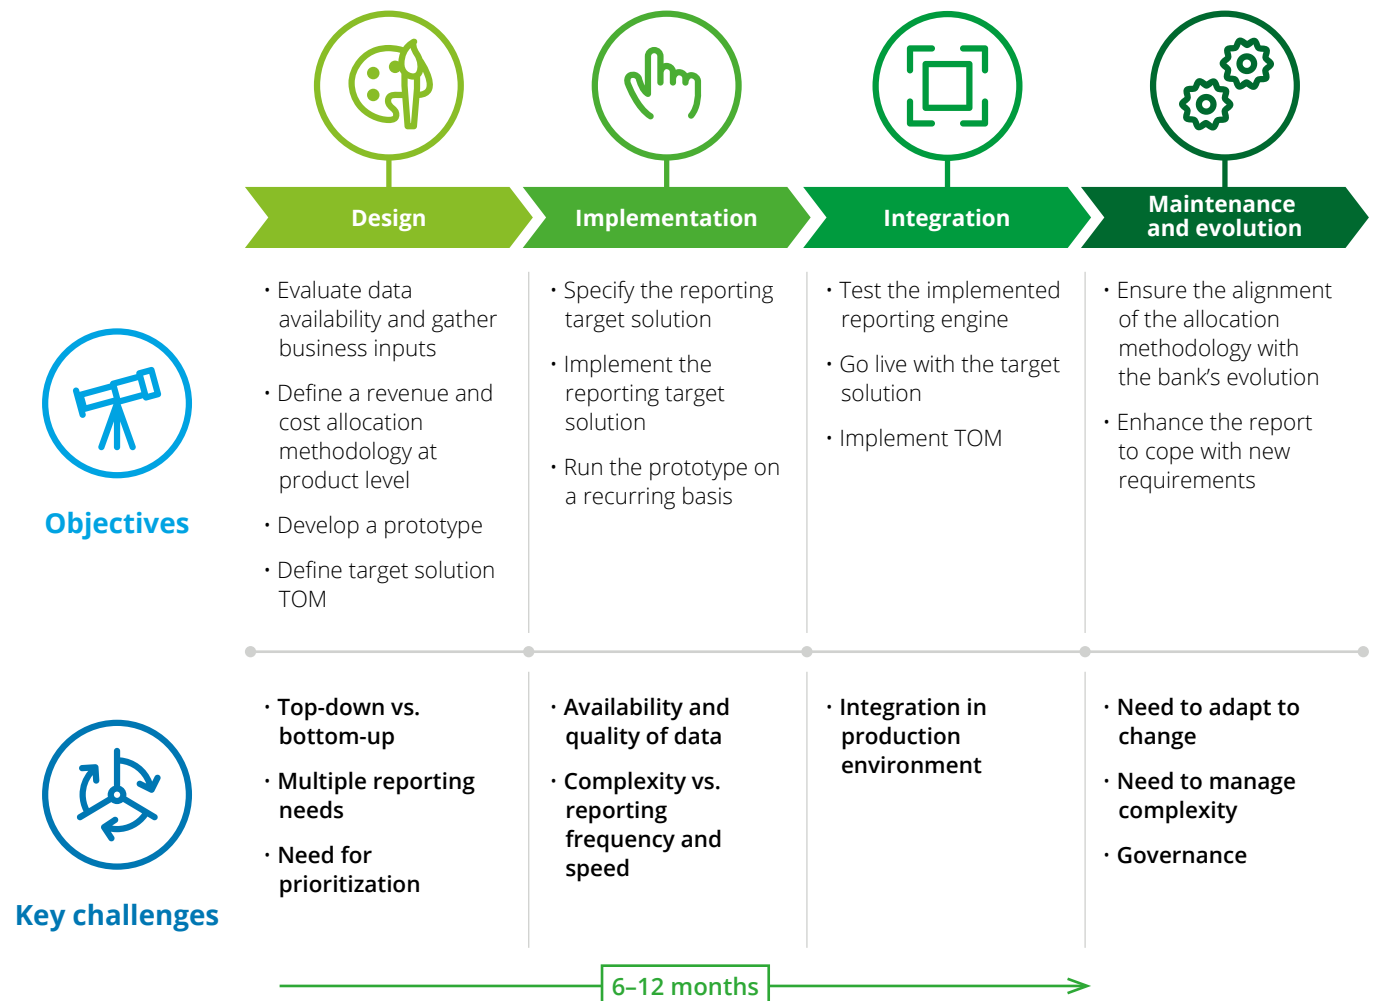 Design
Implementation
Integration
Maintenance
and evolution
Objectives
• Evaluate data
availability and gather
business inputs
• Define a revenue and
cost allocation
methodology at
product level
• Develop a prototype
• Define target solution
TOM
• Specify the reporting
target solution
• Implement the
reporting target
solution
• Run the prototype on
a recurring basis
• Test the implemented
reporting engine
• Go live with the target
solution
• Implement TOM
• Ensure the alignment
of the allocation
methodology with
the bank’s evolution
• Enhance the report
to cope with new
requirements
Key challenges
• Top-down vs.
bottom-up
• Multiple reporting
needs
• Need for
prioritization
• Availability and
quality of data
• Complexity vs.
reporting
frequency and
speed
• Integration in
production
environment
• Need to adapt to
change
• Need to manage
complexity
• Governance
6–12 months